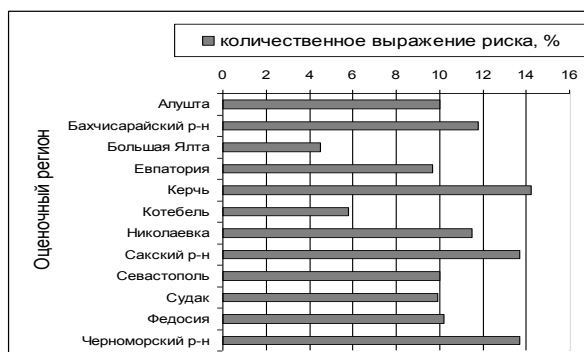 количественное выражение риска, %
0 2 4 6 8 10 12 14 16
Оценочный регион
Алушта
Бахчисарайский р-н
Большая Ялта
Евпатория
Керчь
Котебель
Николаевка
Сакский р-н
Севастополь
Судак
Федосия
Черноморский р-н